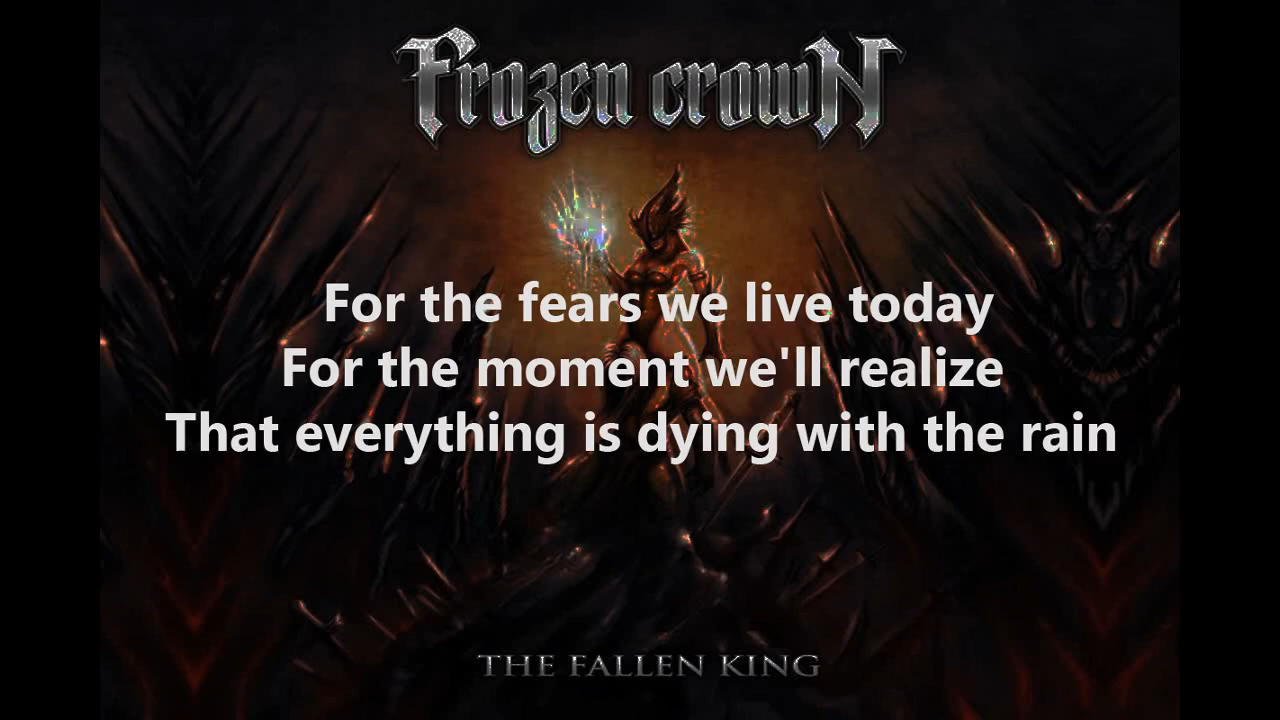 Frozen crowN
For the fears we live today
For the moment we'll realize
That everything is dying with the rain
THE FALLEN KING